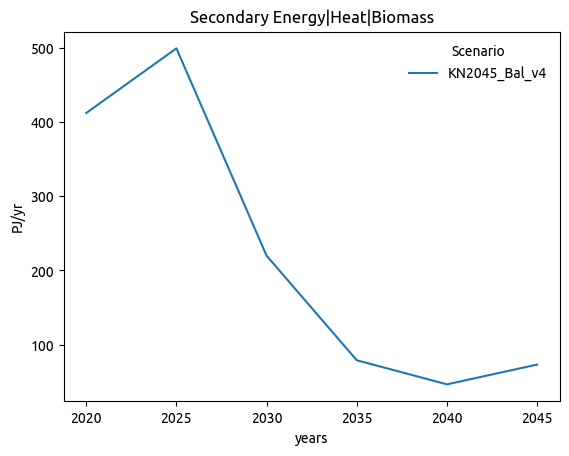 Secondary Energy|Heat|Biomass
Scenario
KN2045_Bal_v4
PJ/yr
500
400
300
200
100
2020 2025 2030 2035 2040 2045
years